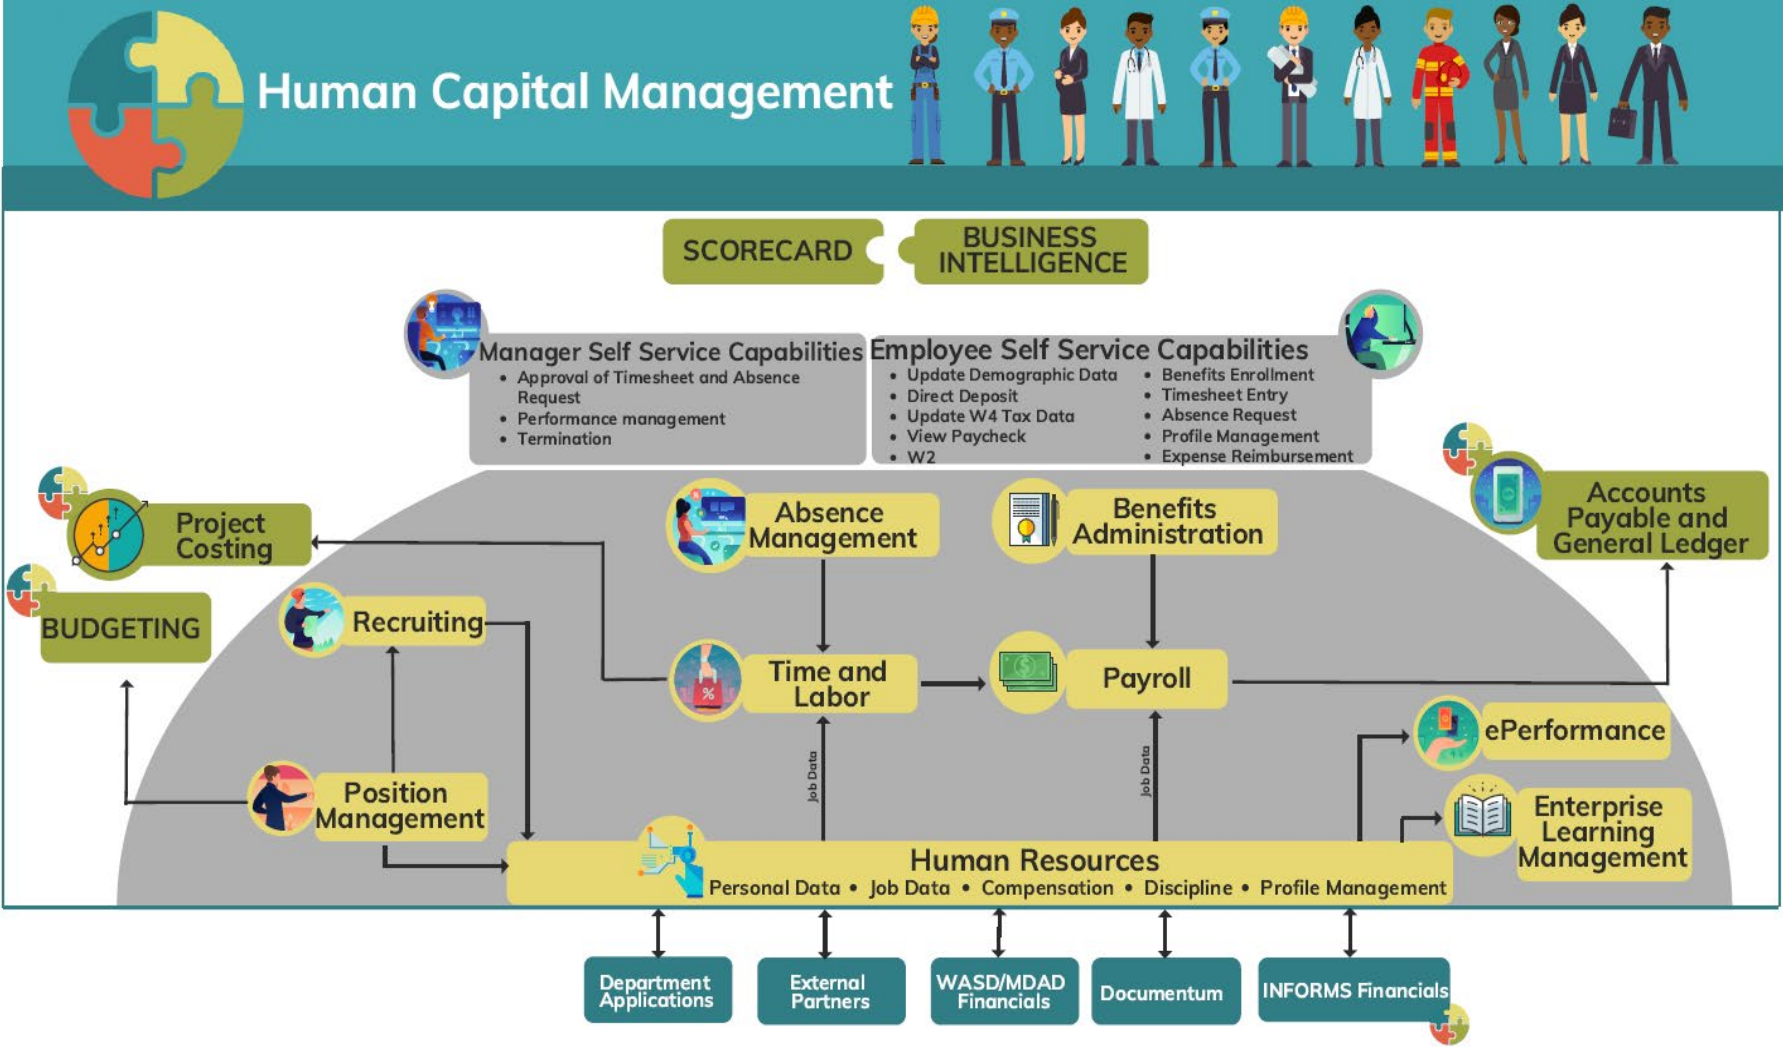 Human Capital Management
SCORECARD
BUSINESS
INTELLIGENCE
Manager Self Service Capabilities
• Approval of Timesheet and Absence
Request
• Performance management
• Termination
Employee Self Service Capabilities
• Update Demographic Data
• Direct Deposit
• Update W4 Tax Data
• View Paycheck
• W2
• Benefits Enrollment
• Timesheet Entry
• Absence Request
• Profile Management
• Expense Reimbursement
Project
Costing
Absence
Management
Benefits
Administration
Accounts
Payable and
General Ledger
BUDGETING
Recruiting
Time and
Labor
%
Payroll
Job Data
Job Data
ePerformance
Position
Management
Enterprise
Learning
Management
Human Resources
Personal Data • Job Data • Compensation • Discipline • Profile Management
Department
Applications
External
Partners
WASD/MDAD
Financials
Documentum
INFORMS Financials